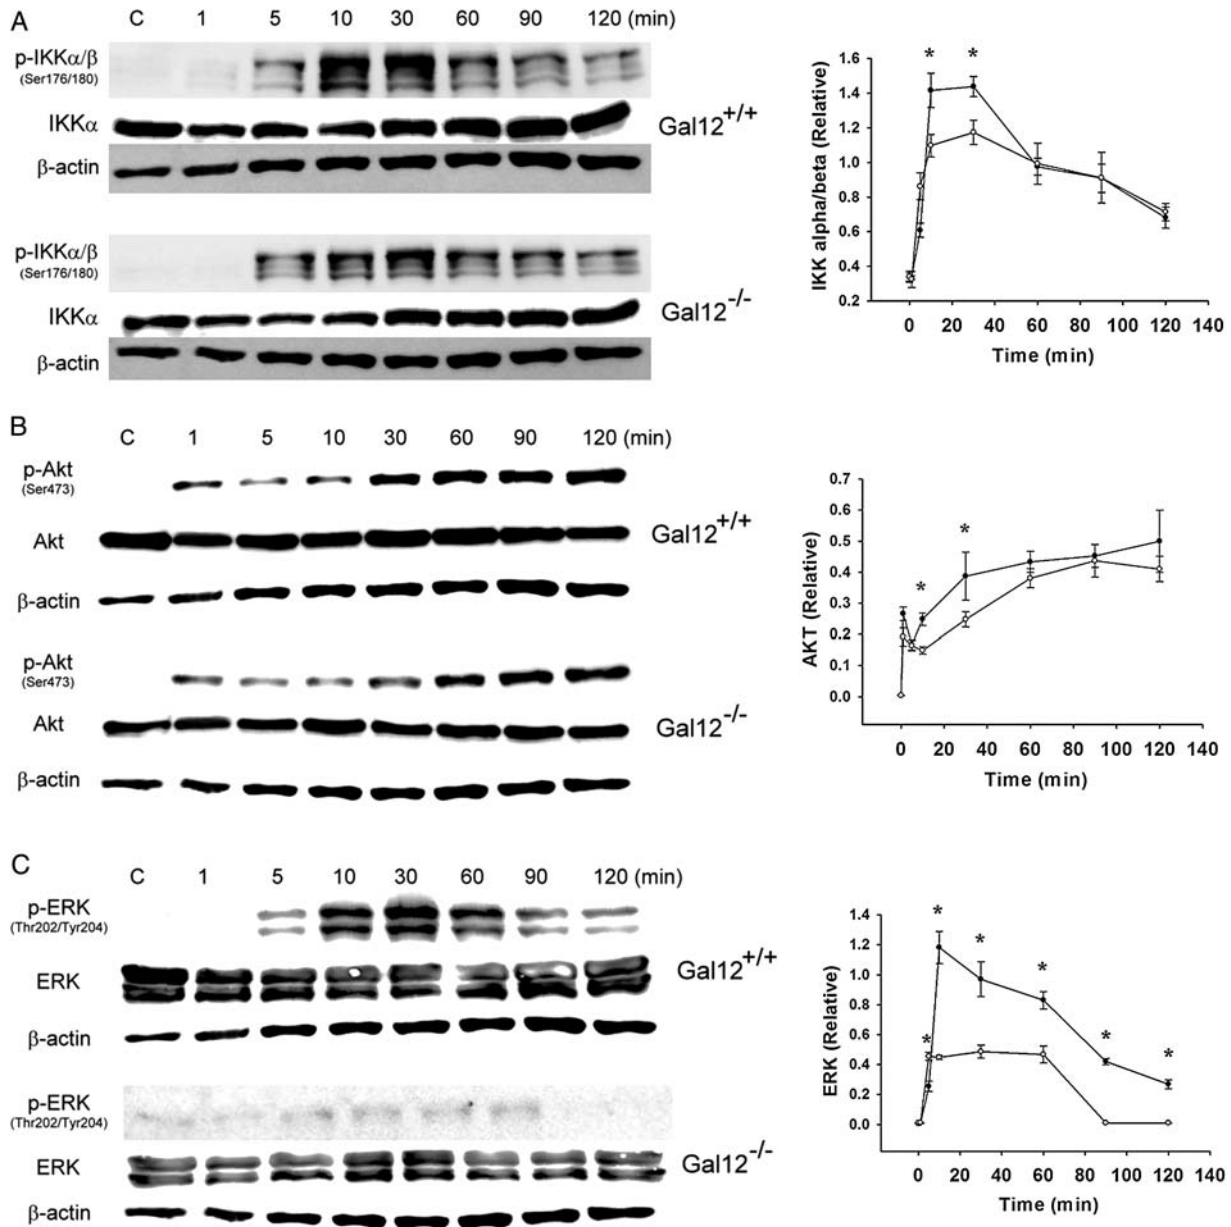 A
C 1 5 10 30 60 90 120 (min)
p-IKKα/β
(Ser176/180)
IKKα
β-actin
Gal12+/+
p-IKKα/β
(Ser176/180)
IKKα
β-actin
Gal12-/-
IKK alpha/beta (Relative)
1.6
1.4
1.2
1.0
0.8
0.6
0.4
0.2
* *
0 20 40 60 80 100 120 140
Time (min)
B
C 1 5 10 30 60 90 120 (min)
p-Akt
(Ser473)
Akt
β-actin
Gal12+/+
p-Akt
(Ser473)
Akt
β-actin
Gal12-/-
AKT (Relative)
0.7
0.6
0.5
0.4
0.3
0.2
0.1
0.0
* *
0 20 40 60 80 100 120 140
Time (min)
C
C 1 5 10 30 60 90 120 (min)
p-ERK
(Thr202/Tyr204)
ERK
β-actin
Gal12+/+
p-ERK
(Thr202/Tyr204)
ERK
β-actin
Gal12-/-
ERK (Relative)
1.4
1.2
1.0
0.8
0.6
0.4
0.2
0.0
* * * * * *
0 20 40 60 80 100 120 140
Time (min)